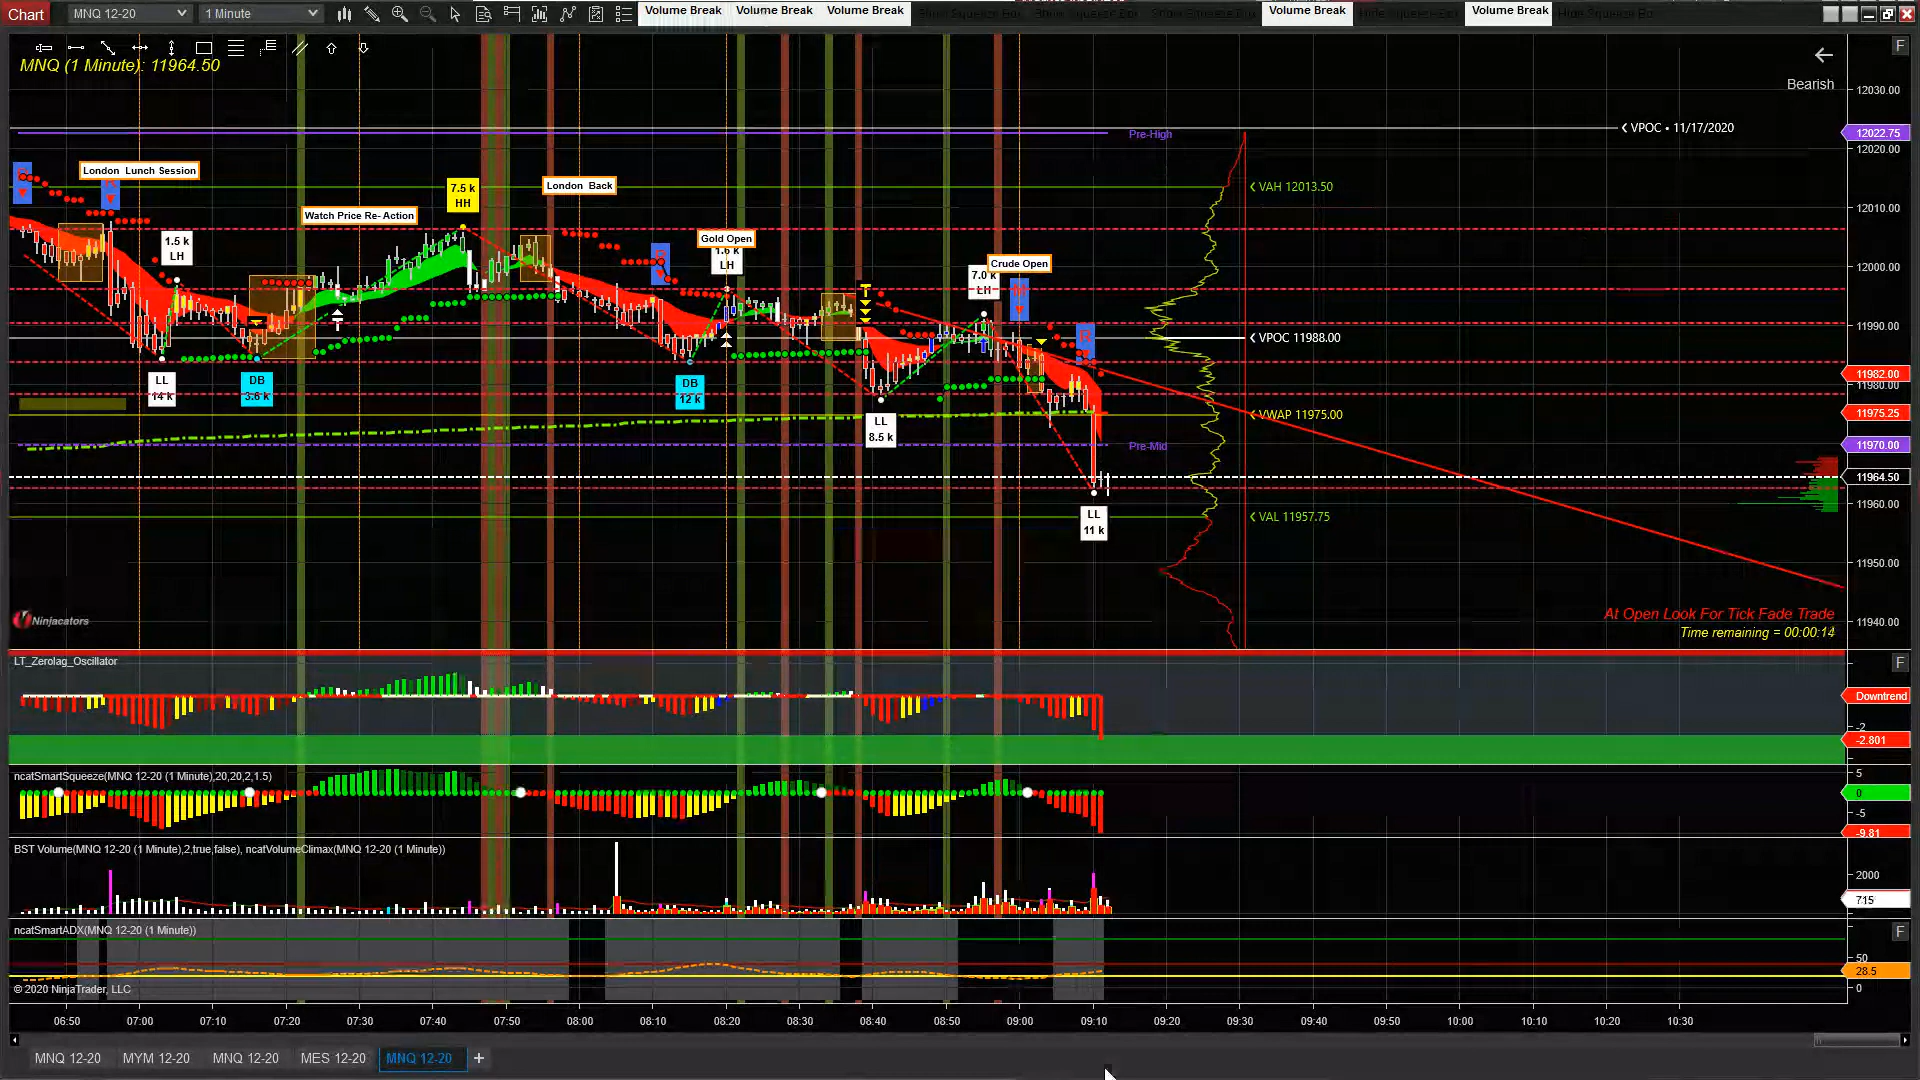 Chart MNQ 12-20 1 Minute Volume Break Volume Break Volume Break Volume Break Volume Break
MNQ (1 Minute): 11964.50
F
Bearish
12030.00
VPOC • 11/17/2020
Pre-High
12022.75
12020.00
London Lunch Session
London Back
VAH 12013.50
7.5 k
HH
Watch Price Re- Action
12010.00
1.5 k
LH
Gold Open
LH
Crude Open
7.0 k
LH
12000.00
11990.00
VPOC 11988.00
R
11982.00
11980.00
LL
14 k
DB
3.6 k
DB
12 k
VWAP 11975.00
11975.25
LL
8.5 k
Pre-Mid
11970.00
11964.50
11960.00
LL
11 k
VAL 11957.75
11950.00
At Open Look For Tick Fade Trade
Ninjacators
11940.00
Time remaining = 00:00:14
LT_Zerolag_Oscillator
F
Downtrend
-2
-2.801
ncatSmartSqueeze(MNQ 12-20 (1 Minute),20,20,2,1.5)
5
0
-5
-9.81
BST Volume(MNQ 12-20 (1 Minute),2,true,false), ncatVolumeClimax(MNQ 12-20 (1 Minute))
2000
715
ncatSmartADX(MNQ 12-20 (1 Minute))
F
50
28.5
© 2020 NinjaTrader, LLC
0
06:50 07:00 07:10 07:20 07:30 07:40 07:50 08:00 08:10 08:20 08:30 08:40 08:50 09:00 09:10 09:20 09:30 09:40 09:50 10:00 10:10 10:20 10:30
MNQ 12-20 MYM 12-20 MNQ 12-20 MES 12-20 MNQ 12-20 +